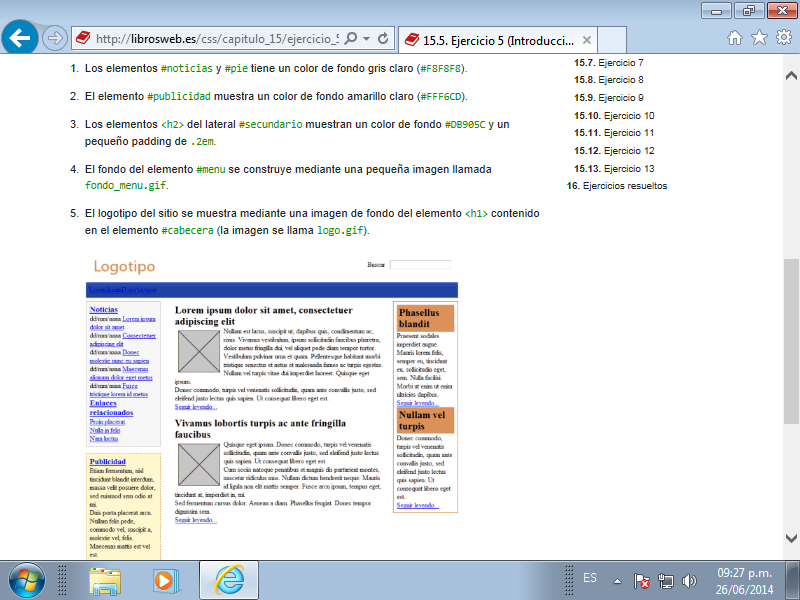 http://librosweb.es/css/capitulo_15/ejercicio_5
15.5. Ejercicio 5 (Introducci...
1. Los elementos #noticias y #pie tiene un color de fondo gris claro (#F8F8F8).
2. El elemento #publicidad muestra un color de fondo amarillo claro (#FFF6CD).
3. Los elementos <h2> del lateral #secundario muestran un color de fondo #DB905C y un
pequeño padding de .2em.
4. El fondo del elemento #menu se construye mediante una pequeña imagen llamada
fondo_menu.gif.
5. El logotipo del sitio se muestra mediante una imagen de fondo del elemento <h1> contenido
en el elemento #cabecera (la imagen se llama logo.gif).
15.7. Ejercicio 7
15.8. Ejercicio 8
15.9. Ejercicio 9
15.10. Ejercicio 10
15.11. Ejercicio 11
15.12. Ejercicio 12
15.13. Ejercicio 13
16. Ejercicios resueltos
Logotipo
Buscar
Noticias
dd/mm/aaaa Lorem ipsum
dolor sit amet
dd/mm/aaaa Consectetuer
adipiscing elit
dd/mm/aaaa Donec
molestie nunc eu sapien
dd/mm/aaaa Maecenas
aliquam dolor eget metus
dd/mm/aaaa Fusce
tristique lorem id metus
Enlaces
relacionados
Proin placerat
Nulla in felis
Nam luctus
Publicidad
Etiam fermentum, nisl
tincidunt blandit interdum,
massa velit posuere dolor,
sed euismod sem odio at
mi.
Duis porta placerat arcu.
Nullam felis pede,
commodo vel, suscipit a,
molestie vel, felis.
Maecenas mattis est vel
est.
Lorem ipsum dolor sit amet, consectetuer
adipiscing elit
Nullam est lacus, suscipit ut, dapibus quis, condimentum ac,
risus. Vivamus vestibulum, ipsum sollicitudin faucibus pharetra,
dolor metus fringilla dui, vel aliquet pede diam tempor tortor.
Vestibulum pulvinar urna et quam. Pellentesque habitant morbi
tristique senectus et netus et malesuada fames ac turpis egestas.
Nullam vel turpis vitae dui imperdiet laoreet. Quisque eget
ipsum.
Donec commodo, turpis vel venenatis sollicitudin, quam ante convallis justo, sed
eleifend justo lectus quis sapien. Ut consequat libero eget est.
Seguir leyendo...
Vivamus lobortis turpis ac ante fringilla
faucibus
Quisque eget ipsum. Donec commodo, turpis vel venenatis
sollicitudin, quam ante convallis justo, sed eleifend justo lectus
quis sapien. Ut consequat libero eget est.
Cum sociis natoque penatibus et magnis dis parturient montes,
nascetur ridiculus mus. Nullam dictum hendrerit neque. Mauris
id ligula non elit mattis semper. Fusce arcu ipsum, tempus eget,
tincidunt at, imperdiet in, mi.
Sed fermentum cursus dolor. Aenean a diam. Phasellus feugiat. Donec tempor
dignissim sem.
Seguir leyendo...
Phasellus
blandit
Praesent sodales
imperdiet augue.
Mauris lorem felis,
semper eu, tincidunt
eu, sollicitudin eget,
sem. Nulla facilisi.
Morbi ut enim ut enim
ultricies dapibus.
Seguir leyendo...
Nullam vel
turpis
Donec commodo,
turpis vel venenatis
sollicitudin, quam
ante convallis justo,
sed eleifend justo
lectus quis sapien. Ut
consequat libero eget
est.
Seguir leyendo...
ES
09:27 p.m.
26/06/2014